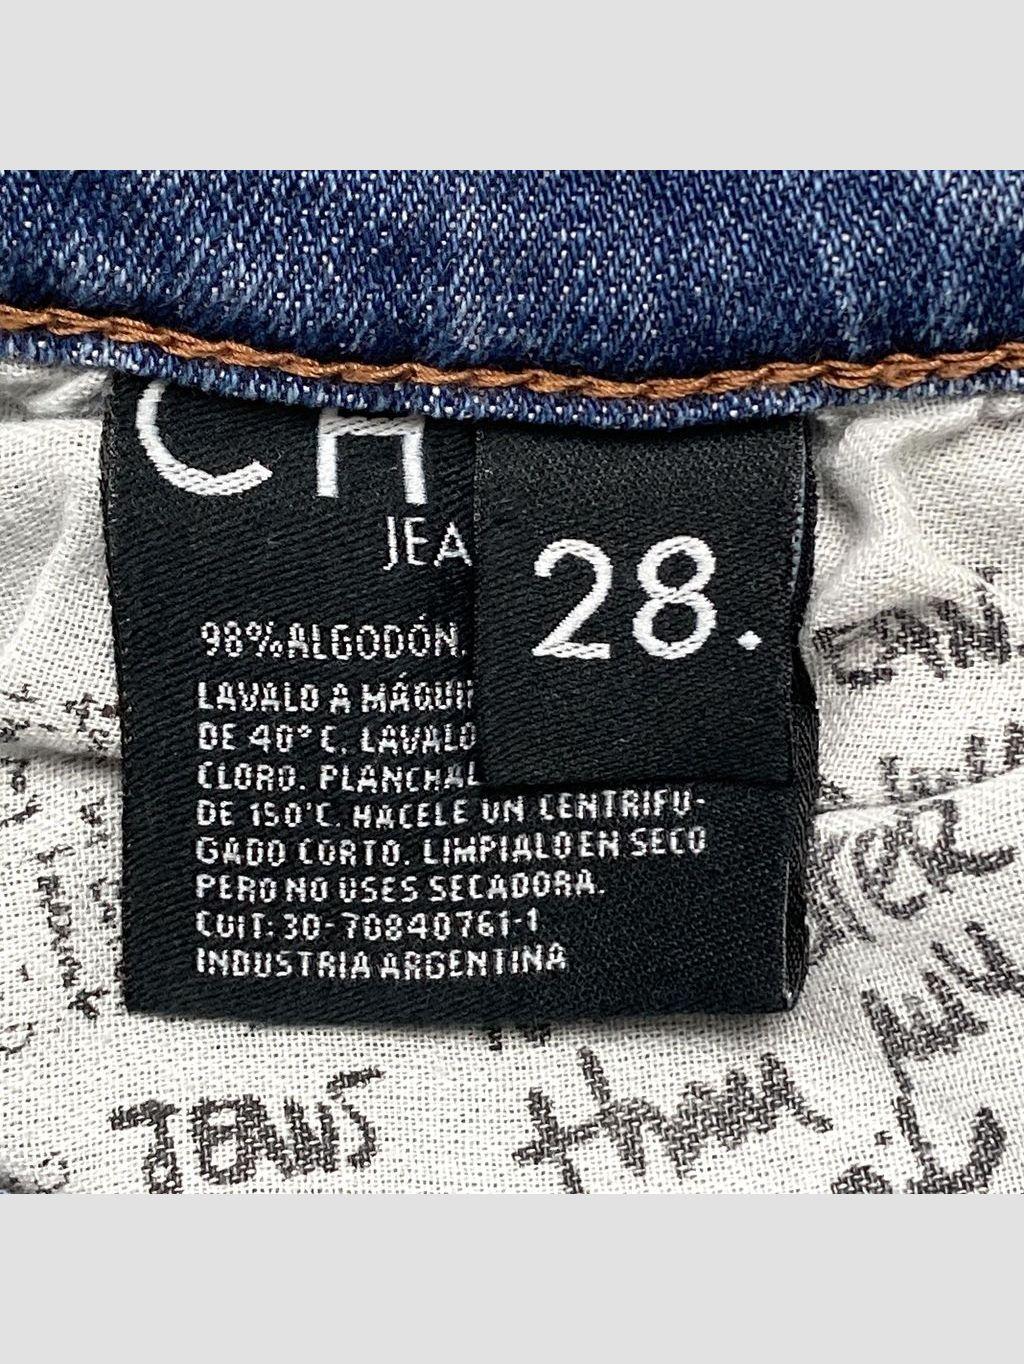 CH
JEA
28.
98% ALGODÓN.
LAVALO A MÁQUI
DE 40°C. LAVALO
CLORO. PLANCHAL
DE 150°C. HACELE UN CENTRIFU-
GADO CORTO. LIMPIALO EN SECO
PERO NO USES SECADORA.
CUIT: 30-70840761-1
INDUSTRIA ARGENTINA
JEANS